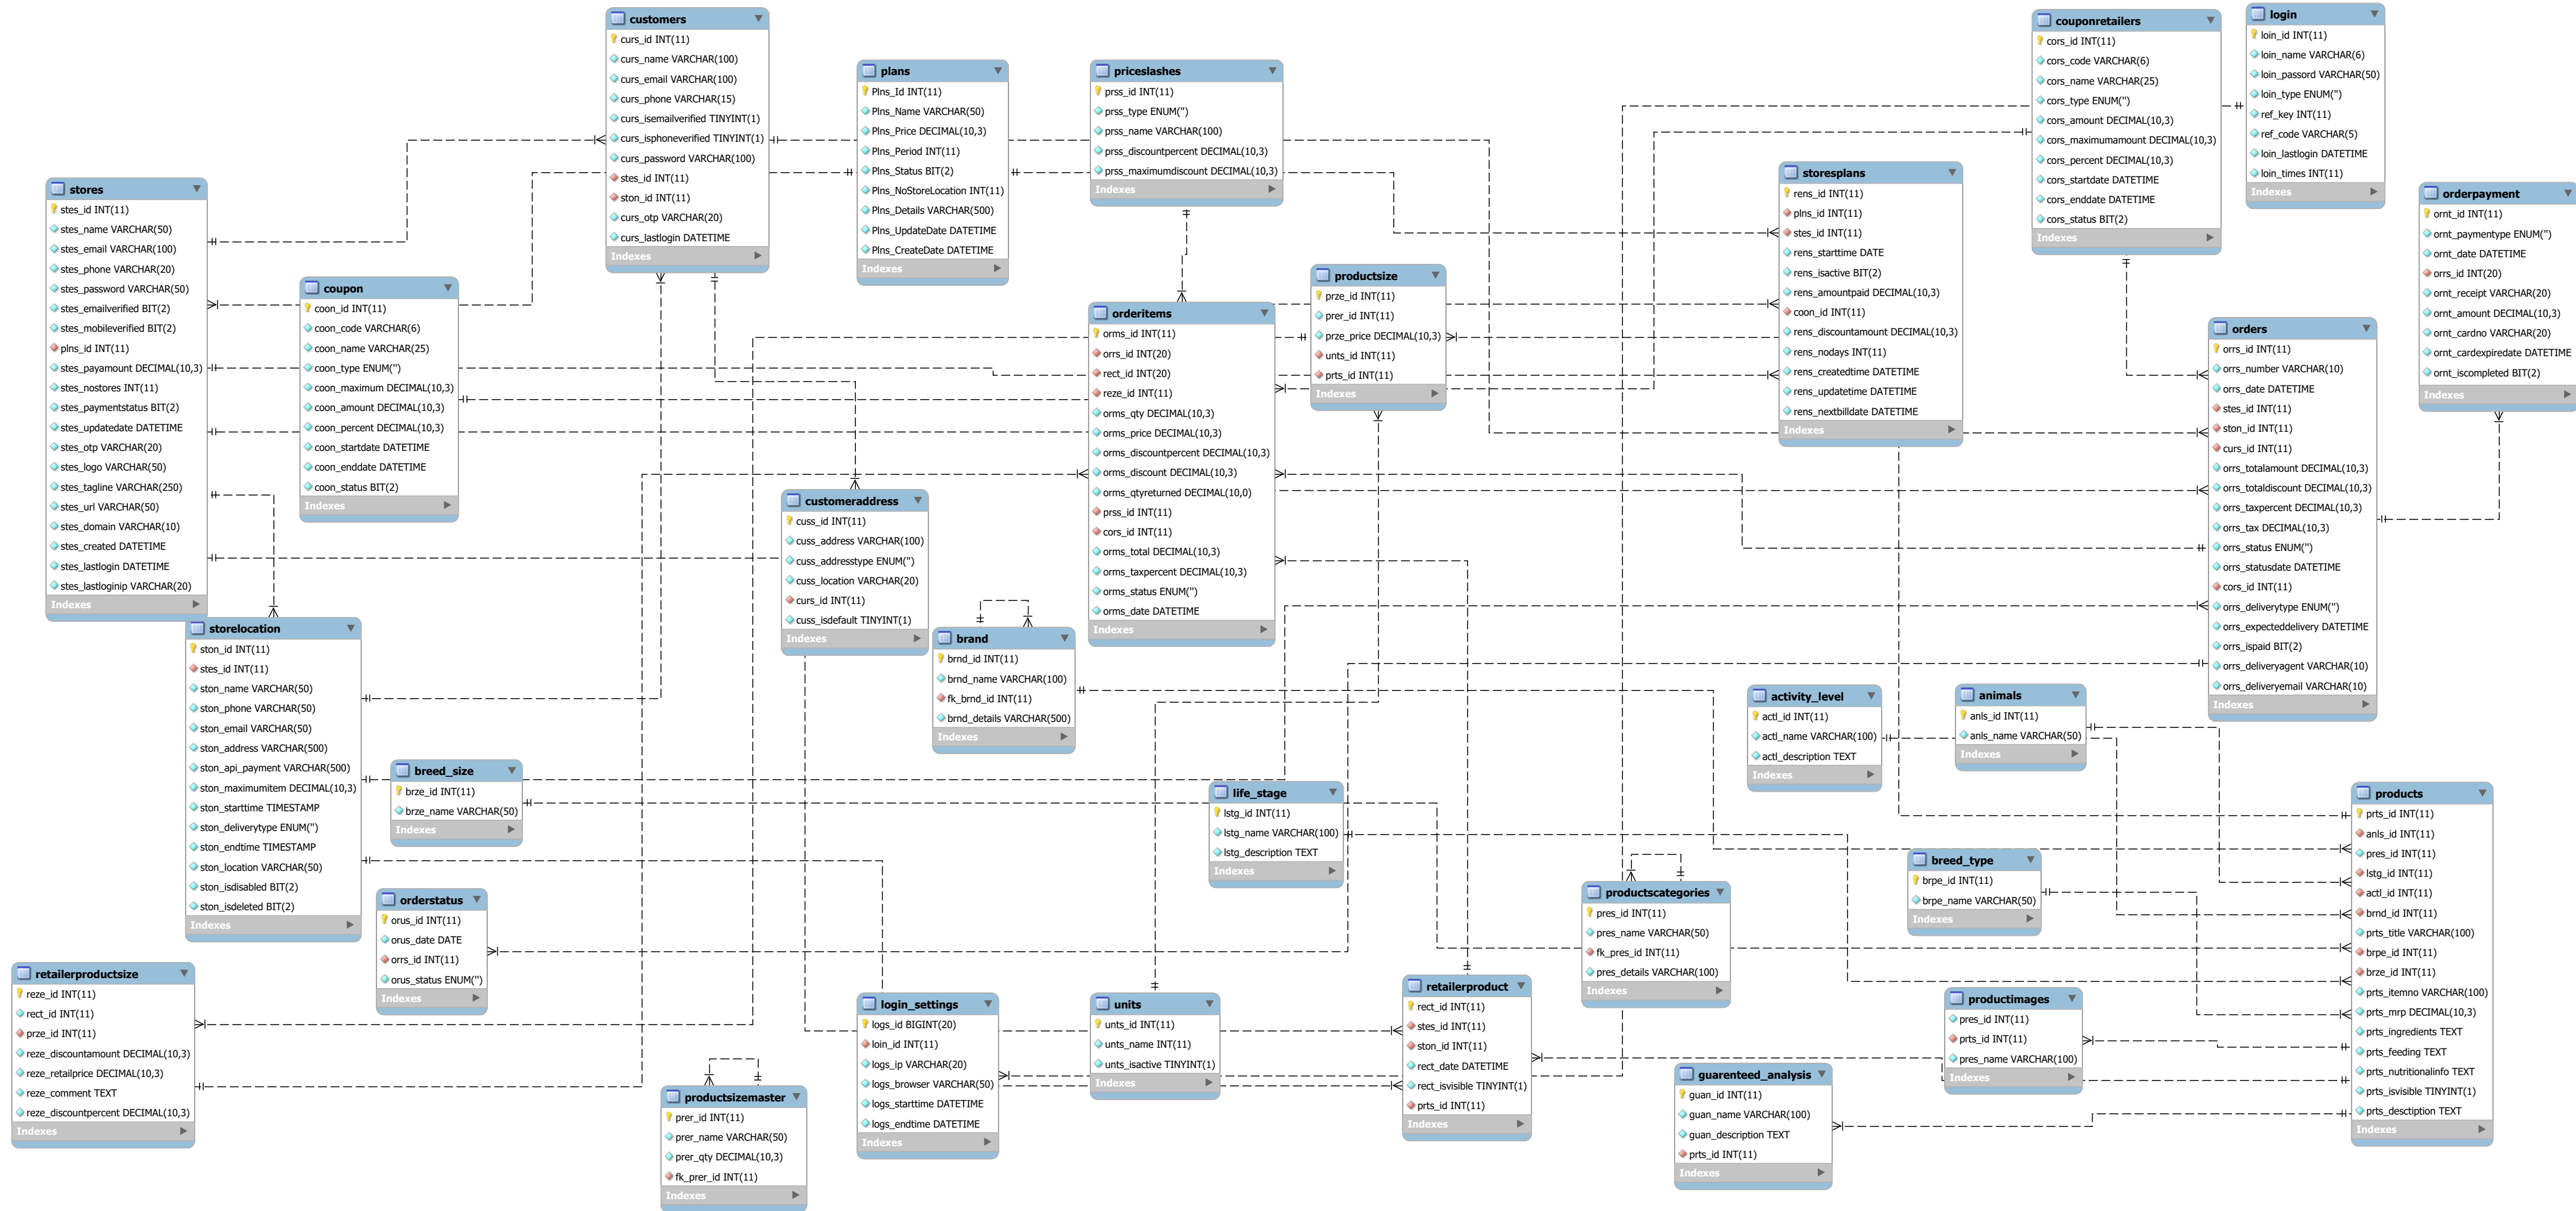 customers
curs_id INT(11)
curs_name VARCHAR(100)
curs_email VARCHAR(100)
curs_phone VARCHAR(15)
curs_isemailverified TINYINT(1)
curs_isphoneverified TINYINT(1)
curs_password VARCHAR(100)
stes_id INT(11)
ston_id INT(11)
curs_otp VARCHAR(20)
curs_lastlogin DATETIME
Indexes
plans
Plns_Id INT(11)
Plns_Name VARCHAR(50)
Plns_Price DECIMAL(10,3)
Plns_Period INT(11)
Plns_Status BIT(2)
Plns_NoStoreLocation INT(11)
Plns_Details VARCHAR(500)
Plns_UpdateDate DATETIME
Plns_CreateDate DATETIME
Indexes
priceslashes
prss_id INT(11)
prss_type ENUM('')
prss_name VARCHAR(100)
prss_discountpercent DECIMAL(10,3)
prss_maximumdiscount DECIMAL(10,3)
Indexes
couponretailers
cors_id INT(11)
cors_code VARCHAR(6)
cors_name VARCHAR(25)
cors_type ENUM('')
cors_amount DECIMAL(10,3)
cors_maximumamount DECIMAL(10,3)
cors_percent DECIMAL(10,3)
cors_startdate DATETIME
cors_enddate DATETIME
cors_status BIT(2)
Indexes
login
loin_id INT(11)
loin_name VARCHAR(6)
loin_passord VARCHAR(50)
loin_type ENUM('')
ref_key INT(11)
ref_code VARCHAR(5)
loin_lastlogin DATETIME
loin_times INT(11)
Indexes
stores
stes_id INT(11)
stes_name VARCHAR(50)
stes_email VARCHAR(100)
stes_phone VARCHAR(20)
stes_password VARCHAR(50)
stes_emailverified BIT(2)
stes_mobileverified BIT(2)
plns_id INT(11)
stes_payamount DECIMAL(10,3)
stes_nostores INT(11)
stes_paymentstatus BIT(2)
stes_updatedate DATETIME
stes_otp VARCHAR(20)
stes_logo VARCHAR(50)
stes_tagline VARCHAR(250)
stes_url VARCHAR(50)
stes_domain VARCHAR(10)
stes_created DATETIME
stes_lastlogin DATETIME
stes_lastloginip VARCHAR(20)
Indexes
coupon
coon_id INT(11)
coon_code VARCHAR(6)
coon_name VARCHAR(25)
coon_type ENUM('')
coon_maximum DECIMAL(10,3)
coon_amount DECIMAL(10,3)
coon_percent DECIMAL(10,3)
coon_startdate DATETIME
coon_enddate DATETIME
coon_status BIT(2)
Indexes
storesplans
rens_id INT(11)
plns_id INT(11)
stes_id INT(11)
rens_starttime DATE
rens_isactive BIT(2)
rens_amountpaid DECIMAL(10,3)
coon_id INT(11)
rens_discountamount DECIMAL(10,3)
rens_nodays INT(11)
rens_createdtime DATETIME
rens_updatetime DATETIME
rens_nextbilldate DATETIME
Indexes
orderpayment
ornt_id INT(11)
ornt_paymentype ENUM('')
ornt_date DATETIME
orrs_id INT(20)
ornt_receipt VARCHAR(20)
ornt_amount DECIMAL(10,3)
ornt_cardno VARCHAR(20)
ornt_cardexpiredate DATETIME
ornt_iscompleted BIT(2)
Indexes
productsize
prze_id INT(11)
prer_id INT(11)
prze_price DECIMAL(10,3)
unts_id INT(11)
prts_id INT(11)
Indexes
orderitems
orms_id INT(11)
orrs_id INT(20)
rect_id INT(20)
reze_id INT(11)
orms_qty DECIMAL(10,3)
orms_price DECIMAL(10,3)
orms_discountpercent DECIMAL(10,3)
orms_discount DECIMAL(10,3)
orms_qtyreturned DECIMAL(10,0)
prss_id INT(11)
cors_id INT(11)
orms_total DECIMAL(10,3)
orms_taxpercent DECIMAL(10,3)
orms_status ENUM('')
orms_date DATETIME
Indexes
orders
orrs_id INT(11)
orrs_number VARCHAR(10)
orrs_date DATETIME
stes_id INT(11)
ston_id INT(11)
curs_id INT(11)
orrs_totalamount DECIMAL(10,3)
orrs_totaldiscount DECIMAL(10,3)
orrs_taxpercent DECIMAL(10,3)
orrs_tax DECIMAL(10,3)
orrs_status ENUM('')
orrs_statusdate DATETIME
cors_id INT(11)
orrs_deliverytype ENUM('')
orrs_expecteddelivery DATETIME
orrs_ispaid BIT(2)
orrs_deliveryagent VARCHAR(10)
orrs_deliveryemail VARCHAR(10)
Indexes
customeraddress
cuss_id INT(11)
cuss_address VARCHAR(100)
cuss_addresstype ENUM('')
cuss_location VARCHAR(20)
curs_id INT(11)
cuss_isdefault TINYINT(1)
Indexes
storelocation
ston_id INT(11)
stes_id INT(11)
ston_name VARCHAR(50)
ston_phone VARCHAR(50)
ston_email VARCHAR(50)
ston_address VARCHAR(500)
ston_api_payment VARCHAR(500)
ston_maximumitem DECIMAL(10,3)
ston_starttime TIMESTAMP
ston_deliverytype ENUM('')
ston_endtime TIMESTAMP
ston_location VARCHAR(50)
ston_isdisabled BIT(2)
ston_isdeleted BIT(2)
Indexes
brand
brnd_id INT(11)
brnd_name VARCHAR(100)
fk_brnd_id INT(11)
brnd_details VARCHAR(500)
Indexes
activity_level
actl_id INT(11)
actl_name VARCHAR(100)
actl_description TEXT
Indexes
animals
anls_id INT(11)
anls_name VARCHAR(50)
Indexes
breed_size
brze_id INT(11)
brze_name VARCHAR(50)
Indexes
life_stage
lstg_id INT(11)
lstg_name VARCHAR(100)
lstg_description TEXT
Indexes
products
prts_id INT(11)
anls_id INT(11)
pres_id INT(11)
lstg_id INT(11)
actl_id INT(11)
brnd_id INT(11)
prts_title VARCHAR(100)
brpe_id INT(11)
brze_id INT(11)
prts_itemno VARCHAR(100)
prts_mrp DECIMAL(10,3)
prts_ingredients TEXT
prts_feeding TEXT
prts_nutritionalinfo TEXT
prts_isvisible TINYINT(1)
prts_desctiption TEXT
Indexes
breed_type
brpe_id INT(11)
brpe_name VARCHAR(50)
Indexes
productscategories
pres_id INT(11)
pres_name VARCHAR(50)
fk_pres_id INT(11)
pres_details VARCHAR(100)
Indexes
orderstatus
orus_id INT(11)
orus_date DATE
orrs_id INT(11)
orus_status ENUM('')
Indexes
retailerproductsize
reze_id INT(11)
rect_id INT(11)
prze_id INT(11)
reze_discountamount DECIMAL(10,3)
reze_retailprice DECIMAL(10,3)
reze_comment TEXT
reze_discountpercent DECIMAL(10,3)
Indexes
login_settings
logs_id BIGINT(20)
loin_id INT(11)
logs_ip VARCHAR(20)
logs_browser VARCHAR(50)
logs_starttime DATETIME
logs_endtime DATETIME
Indexes
units
unts_id INT(11)
unts_name INT(11)
unts_isactive TINYINT(1)
Indexes
retailerproduct
rect_id INT(11)
stes_id INT(11)
ston_id INT(11)
rect_date DATETIME
rect_isvisible TINYINT(1)
prts_id INT(11)
Indexes
productimages
pres_id INT(11)
prts_id INT(11)
pres_name VARCHAR(100)
Indexes
guarenteed_analysis
guan_id INT(11)
guan_name VARCHAR(100)
guan_description TEXT
prts_id INT(11)
Indexes
productsizemaster
prer_id INT(11)
prer_name VARCHAR(50)
prer_qty DECIMAL(10,3)
fk_prer_id INT(11)
Indexes